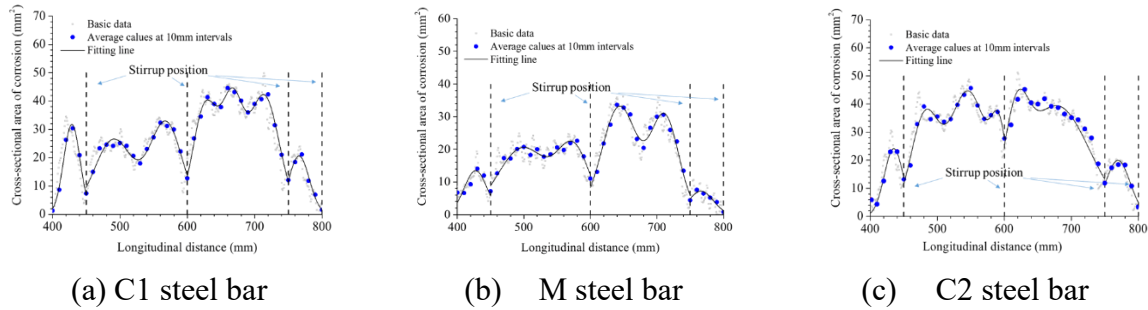 70
60
50
40
30
20
10
0
Cross-sectional area of corrosion (mm²)
Basic data
Average calues at 10mm intervals
Fitting line
Stirrup position
400 500 600 700 800
Longitudinal distance (mm)
(a) C1 steel bar
60
50
40
30
20
10
0
Cross-sectional area of corrosion (mm²)
Basic data
Average calues at 10mm intervals
Fitting line
Stirrup position
400 500 600 700 800
Longitudinal distance (mm)
(b) M steel bar
70
60
50
40
30
20
10
0
Cross-sectional area of corrosion (mm²)
Basic data
Average calues at 10mm intervals
Fitting line
Stirrup position
400 500 600 700 800
Longitudinal distance (mm)
(c) C2 steel bar